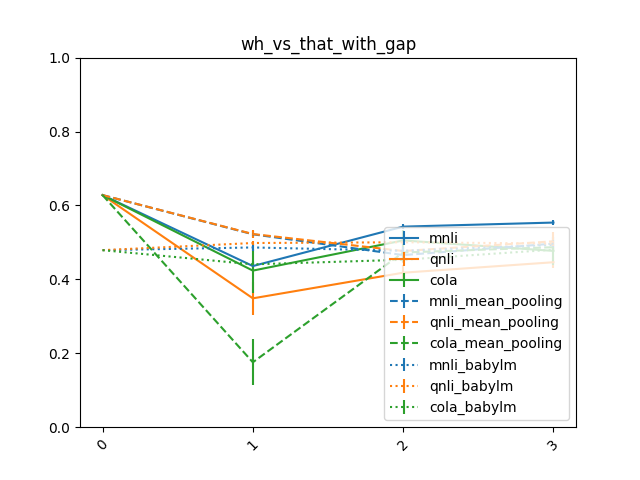 wh_vs_that_with_gap
1.0
0.8
0.6
0.4
0.2
0.0
mnli
qnli
cola
mnli_mean_pooling
qnli_mean_pooling
cola_mean_pooling
mnli_babylm
qnli_babylm
cola_babylm
0
1
2
3